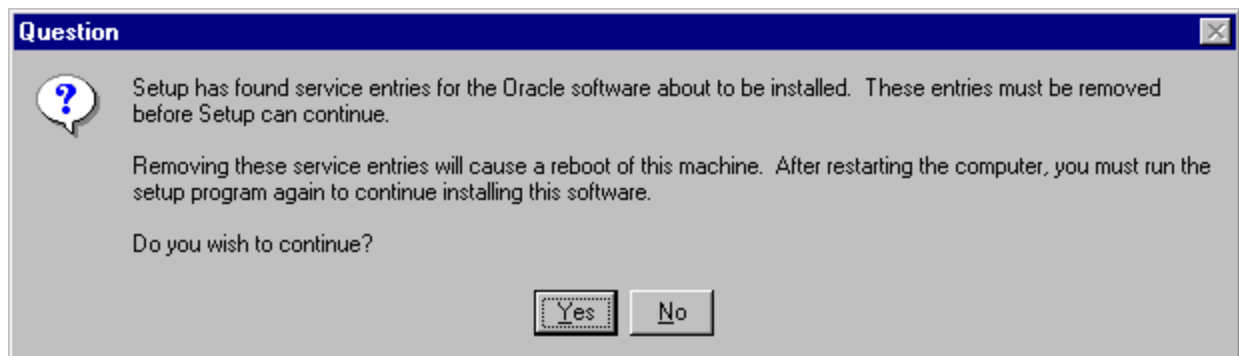 Question
Setup has found service entries for the Oracle software about to be installed.  These entries must be removed
before Setup can continue.
Removing these service entries will cause a reboot of this machine.  After restarting the computer, you must run the
setup program again to continue installing this software.
Do you wish to continue?
Yes No